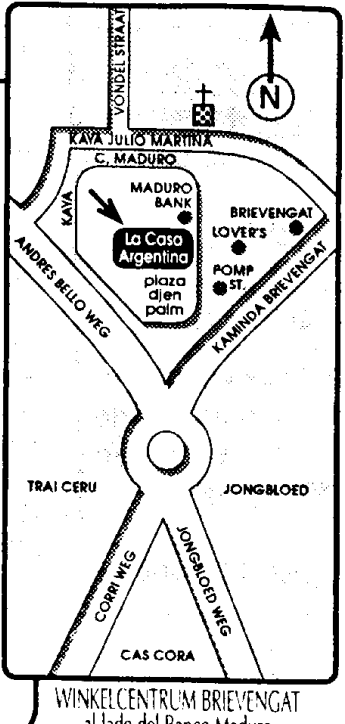 VONDEL STRAAT
N
KAYA JULIO MARTINA
C. MADURO
KAYA
MADURO
BANK
BRIEVENGAT
LOVER'S
La Casa
Argentina
POMP
ST.
plaza
djen
palm
ANDRES BELLO WEG
KAMINDA BRIEVENGAT
TRAI CERU
JONGBLOED
CORRI WEG
JONGBLOED WEG
CAS CORA
WINKELCENTRUM BRIEVENGAT
al lado del Banco Maduro